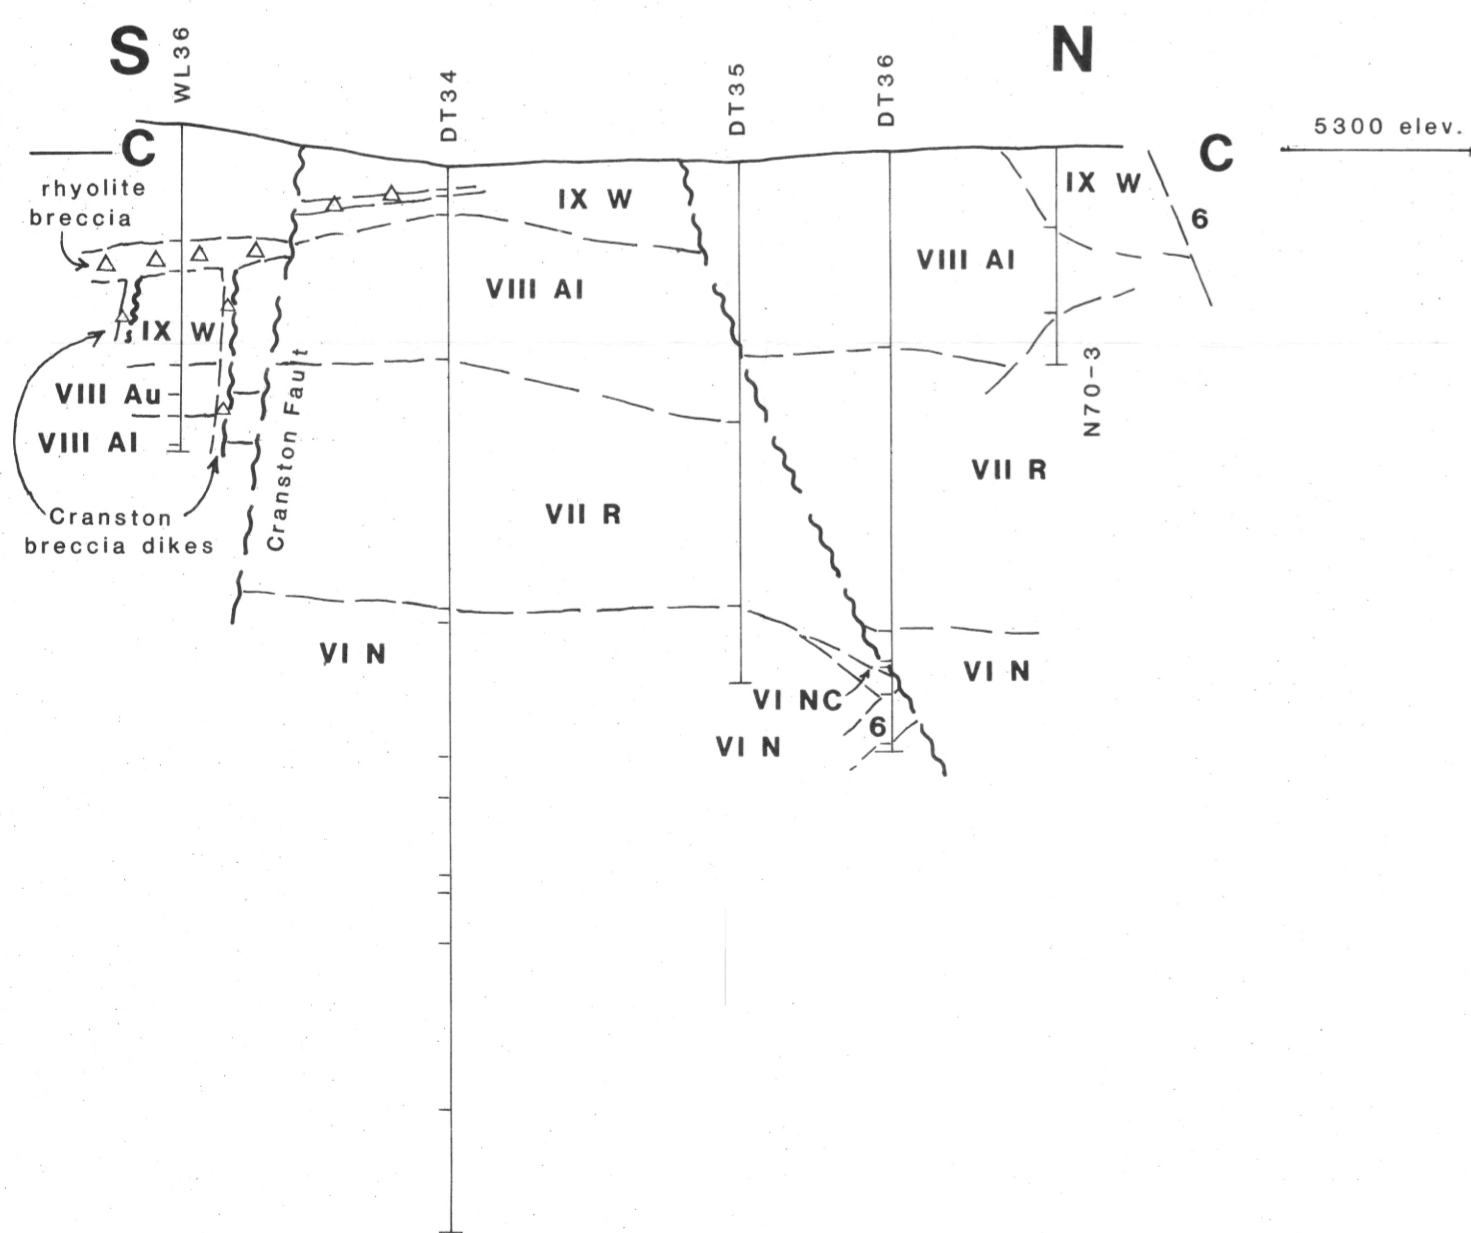 S
N
WL36
DT34
DT35
DT36
C
C
5300 elev.
rhyolite
breccia
IX W
IX W
6
VIII Al
VIII Al
IX W
VIII Au
VIII Al
Cranston Fault
N70-3
VII R
VII R
Cranston
breccia dikes
VI N
VI N
VI NC
6
VI N